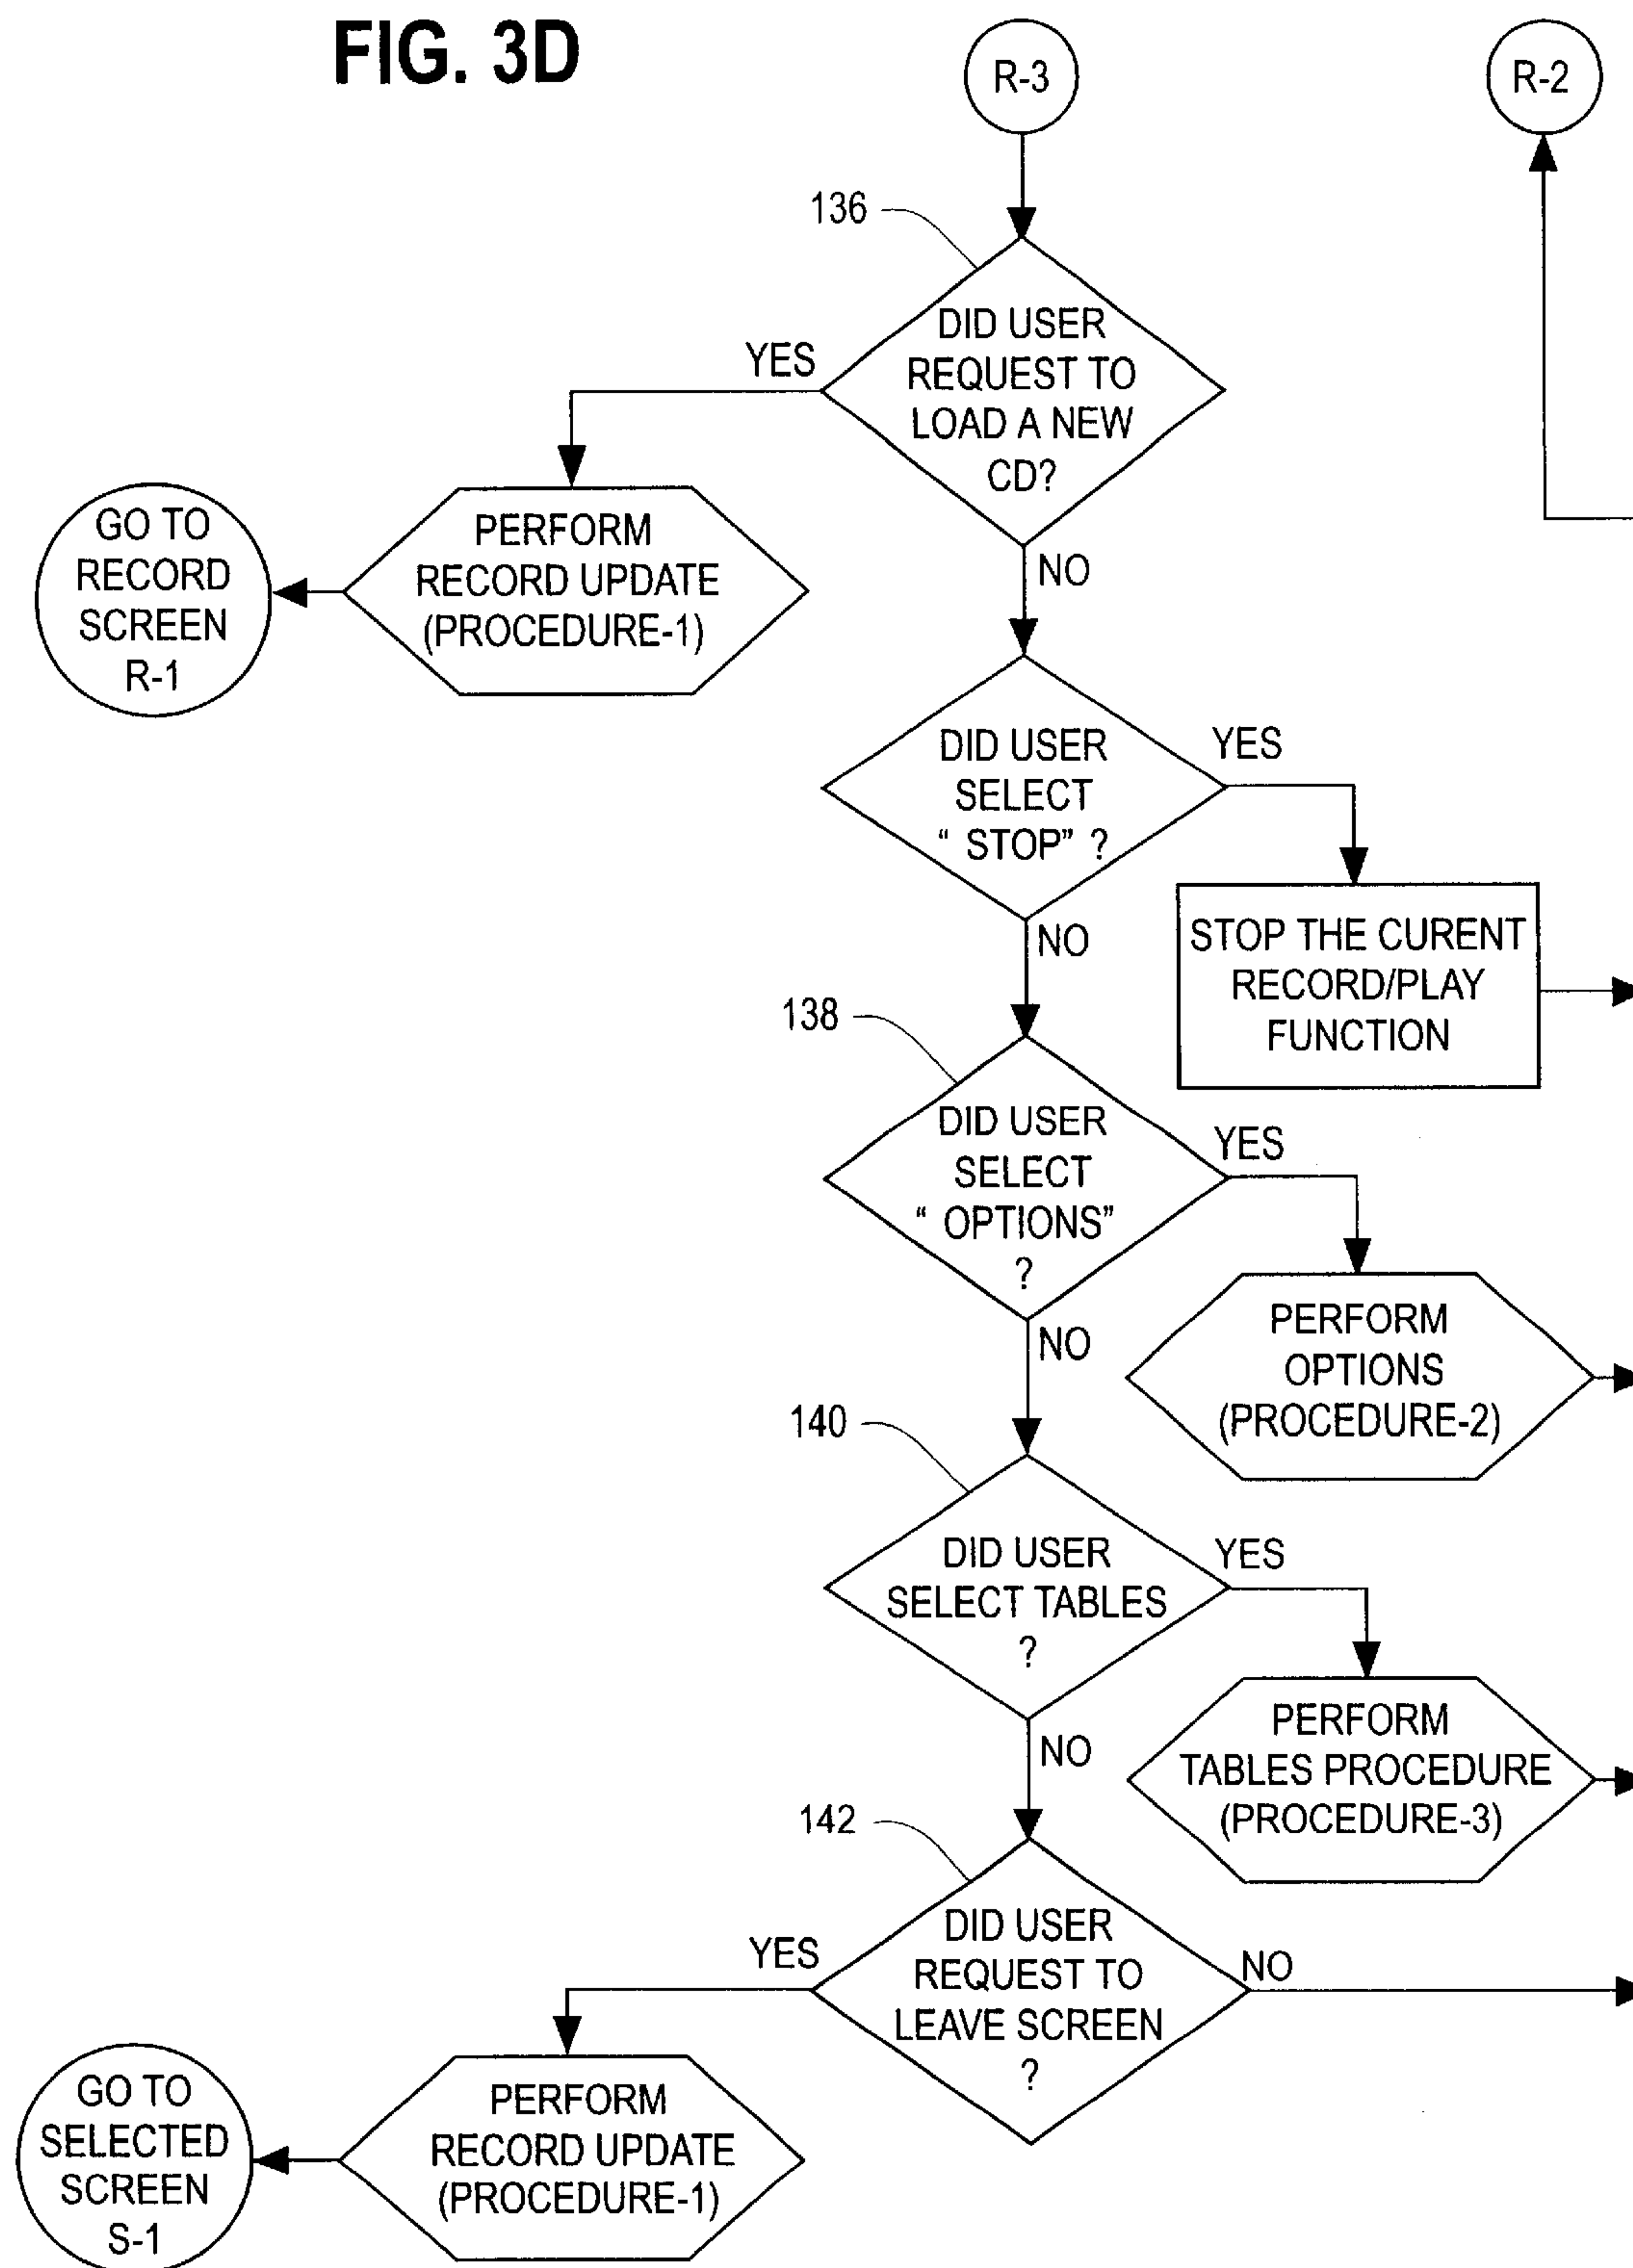 FIG. 3D
R-3
R-2
136
DID USER
REQUEST TO
LOAD A NEW
CD?
YES
NO
PERFORM
RECORD UPDATE
(PROCEDURE-1)
GO TO
RECORD
SCREEN
R-1
DID USER
SELECT
“ STOP” ?
YES
NO
STOP THE CURENT
RECORD/PLAY
FUNCTION
138
DID USER
SELECT
“ OPTIONS”
?
YES
NO
PERFORM
OPTIONS
(PROCEDURE-2)
140
DID USER
SELECT TABLES
?
YES
NO
PERFORM
TABLES PROCEDURE
(PROCEDURE-3)
142
DID USER
REQUEST TO
LEAVE SCREEN
?
YES
NO
PERFORM
RECORD UPDATE
(PROCEDURE-1)
GO TO
SELECTED
SCREEN
S-1